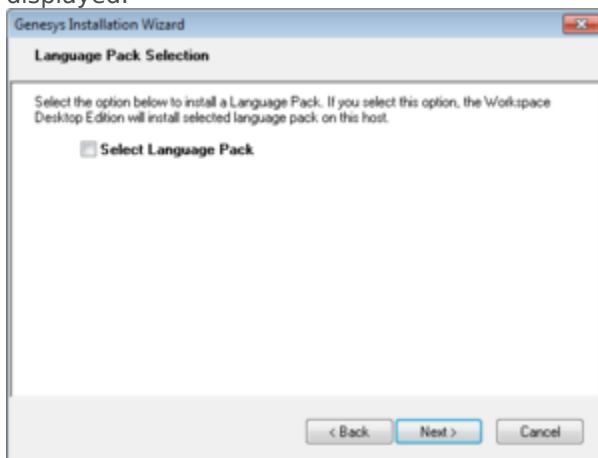 displayed.
Genesys Installation Wizard
Language Pack Selection
Select the option below to install a Language Pack. If you select this option, the Workspace
Desktop Edition will install selected language pack on this host.
Select Language Pack
< Back Next > Cancel